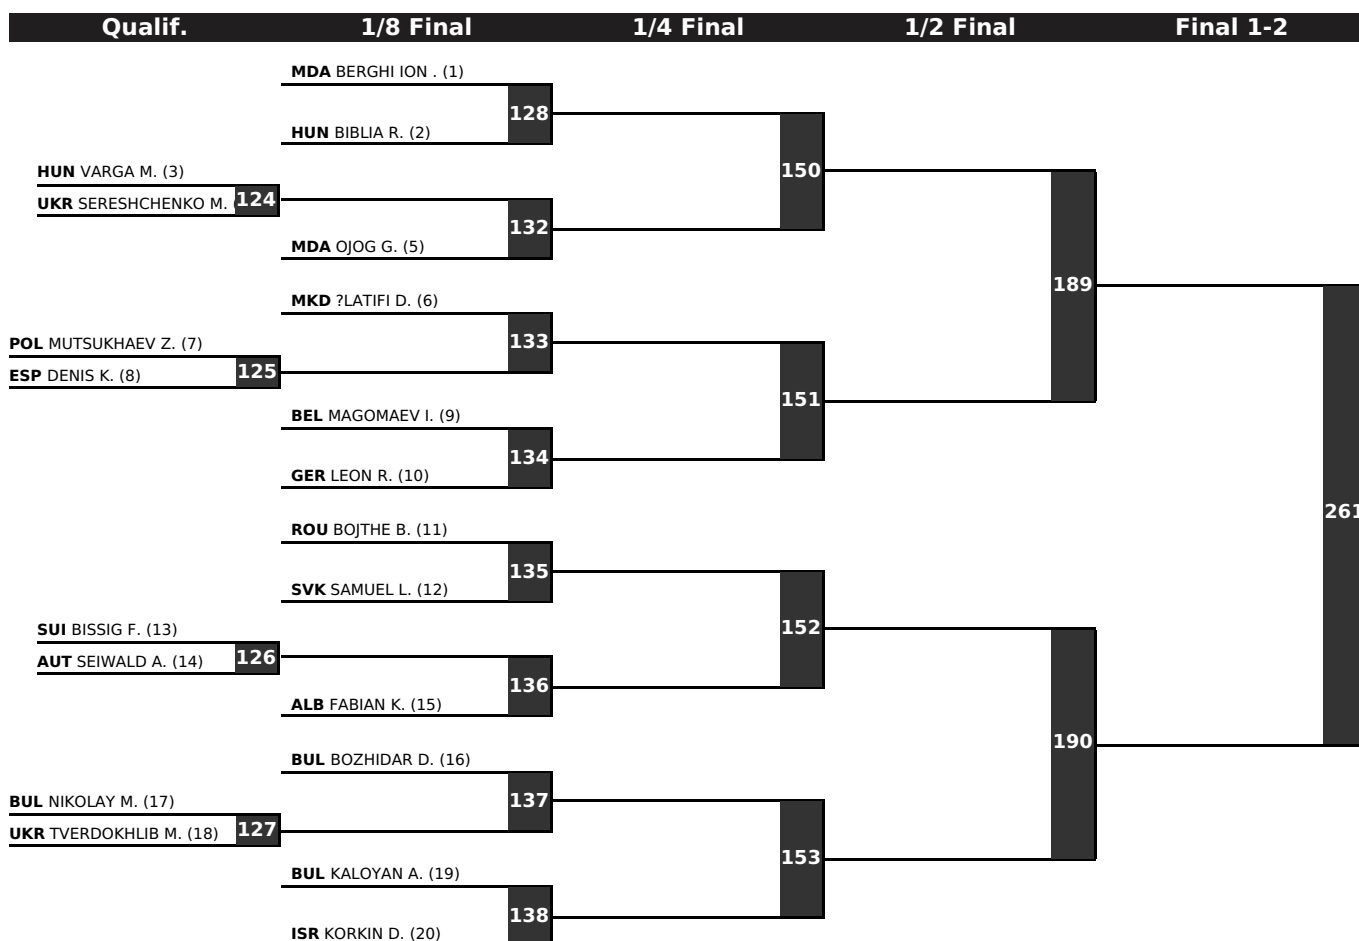 Qualif. 1/8 Final 1/4 Final 1/2 Final Final 1-2
MDA BERGHI ION . (1)
128
HUN BIBLIA R. (2)
150
HUN VARGA M. (3)
UKR SERESHCHENKO M. (
124
132
MDA OJOG G. (5)
189
MKD ?LATIFI D. (6)
133
POL MUTSUKHAEV Z. (7)
ESP DENIS K. (8)
125
151
BEL MAGOMAEV I. (9)
134
GER LEON R. (10)
261
ROU BOJTHE B. (11)
135
SVK SAMUEL L. (12)
152
SUI BISSIG F. (13)
AUT SEIWALD A. (14)
126
136
ALB FABIAN K. (15)
190
BUL BOZHIDAR D. (16)
137
BUL NIKOLAY M. (17)
UKR TVERDOKHLIB M. (18)
127
153
BUL KALOYAN A. (19)
138
ISR KORKIN D. (20)